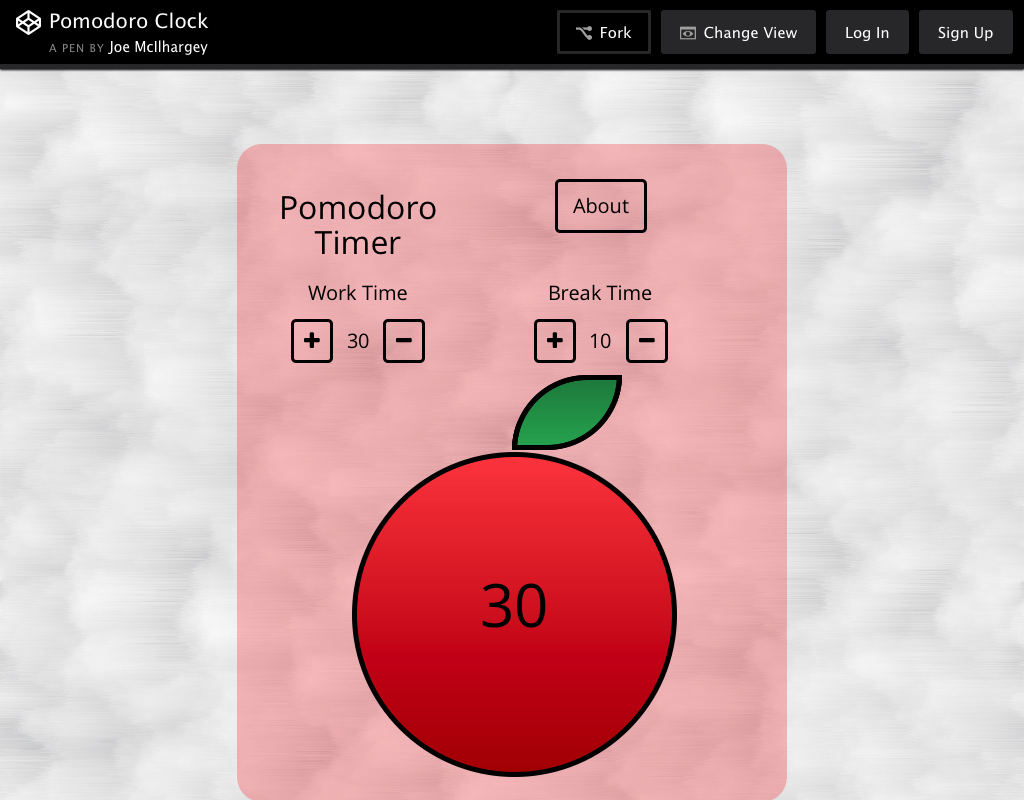 Pomodoro Clock
A PEN BY Joe McIlhargey
Fork
Change View
Log In
Sign Up
Pomodoro
Timer
About
Work Time
Break Time
+ 30 −
+ 10 −
30